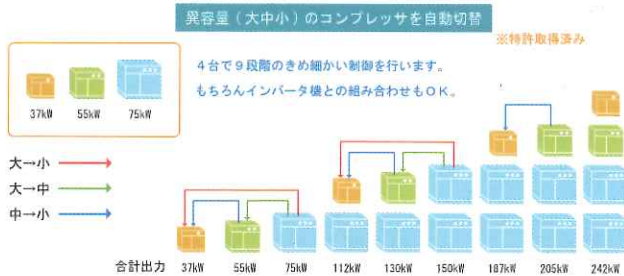 異容量（大中小）のコンプレッサを自動切替
※特許取得済み
4台で9段階のきめ細かい制御を行います。
もちろんインバータ機との組み合わせもOK。
37kW 55kW 75kW
大→小
大→中
中→小
合計出力 37kW 55kW 75kW 112kW 130kW 150kW 187kW 205kW 242kW